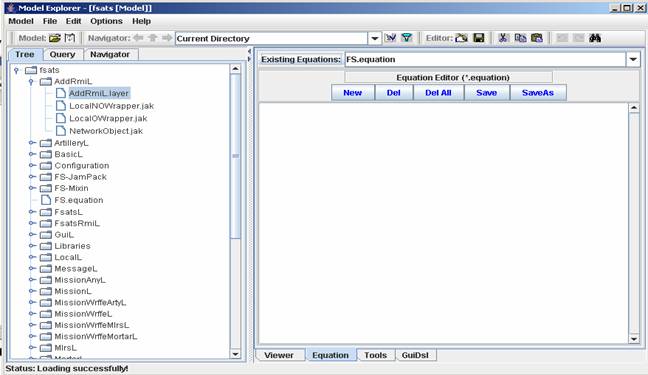 Model Explorer - [fsats [Model]]
Model File Edit Options Help
Model: Navigator: Current Directory Editor:
Tree Query Navigator
fsats
AddRmiL
AddRmiL.layer
LocalNOWrapper.jak
LocalOWrapper.jak
NetworkObject.jak
ArtilleryL
BasicL
Configuration
FS-JamPack
FS-Mixin
FS.equation
FsatsL
FsatsRmiL
GuiL
Libraries
LocalL
MessageL
MissionAnyL
MissionL
MissionWrffeArtyL
MissionWrffeL
MissionWrffeMlrsL
MissionWrffeMortarL
MlrsL
MortarL
Existing Equations: FS.equation
Equation Editor (*.equation)
New Del Del All Save SaveAs
Viewer Equation Tools GuiDsl
Status: Loading successfully!